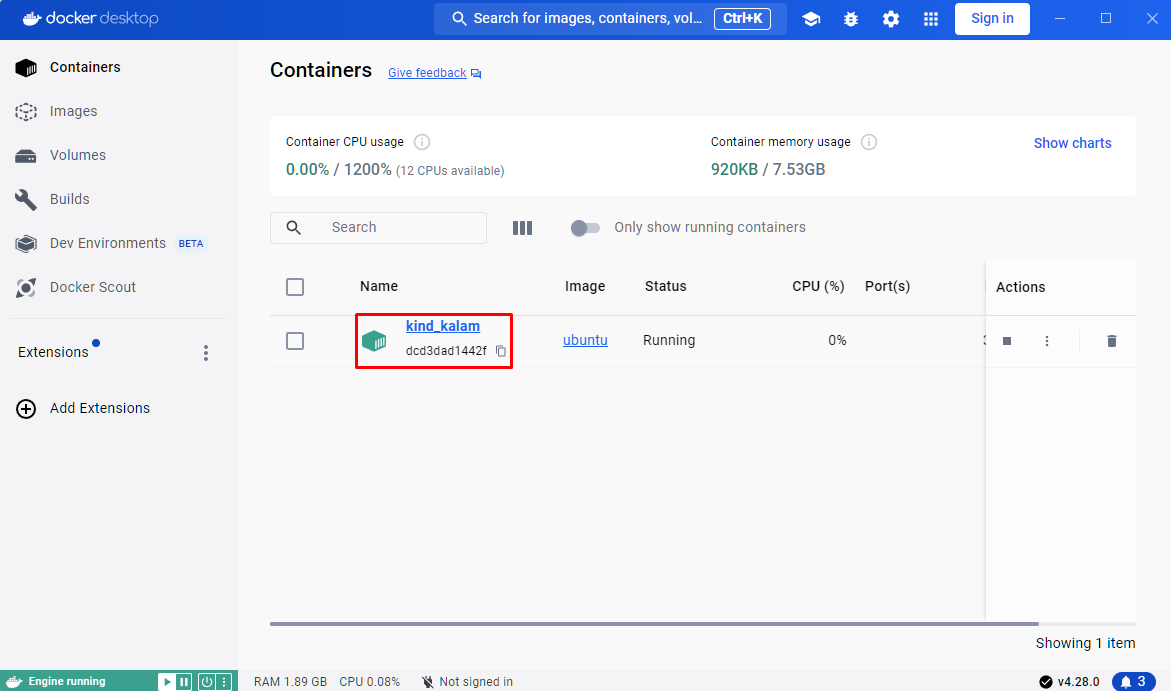 docker desktop
Search for images, containers, vol... Ctrl+K
Sign in
Containers
Images
Volumes
Builds
Dev Environments BETA
Docker Scout
Extensions
Add Extensions
Containers Give feedback
Container CPU usage
0.00% / 1200% (12 CPUs available)
Container memory usage
920KB / 7.53GB
Show charts
Search
Only show running containers
Name Image Status CPU (%) Port(s) Actions
kind_kalam
dcd3dad1442f
ubuntu Running 0%
Showing 1 item
Engine running
RAM 1.89 GB CPU 0.08% Not signed in
v4.28.0 3